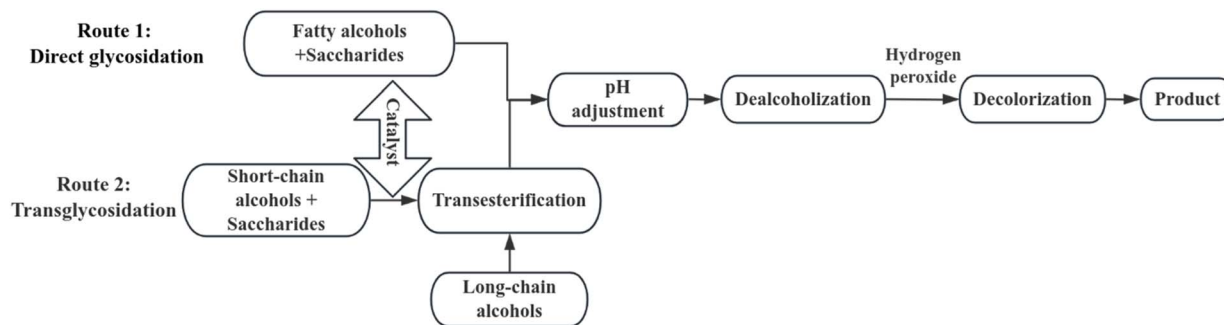 Route 1:
Direct glycosidation
Fatty alcohols
+Saccharides
Catalyst
pH
adjustment
Dealcoholization
Hydrogen
peroxide
Decolorization
Product
Route 2:
Transglycosidation
Short-chain
alcohols +
Saccharides
Transesterification
Long-chain
alcohols